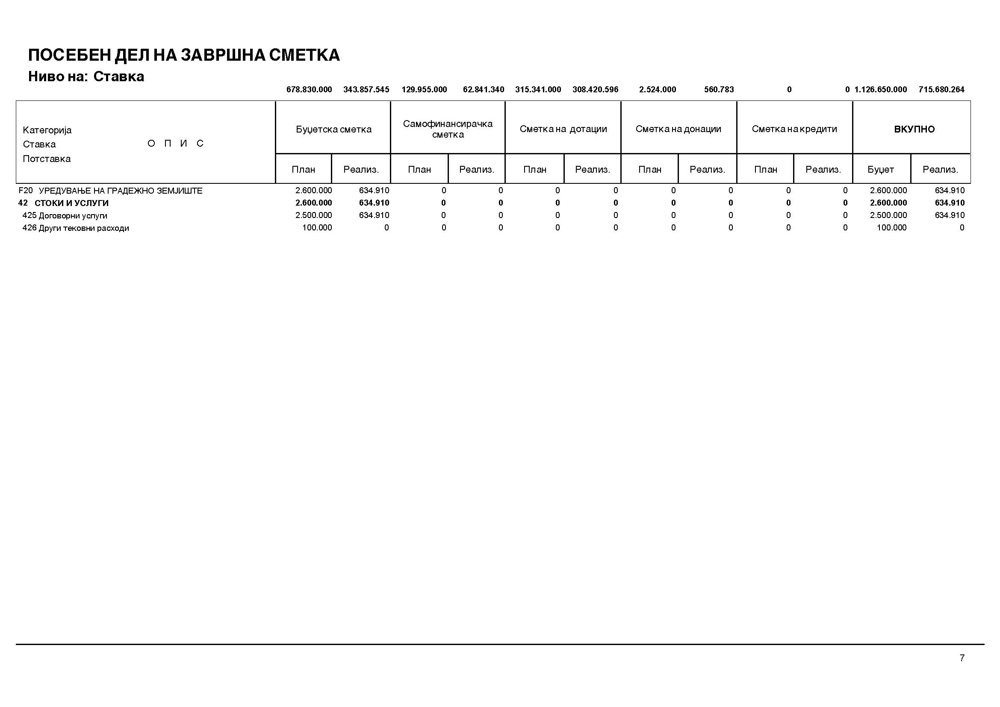 ПОСЕБЕН ДЕЛ НА ЗАВРШНА СМЕТКА
Ниво на: Ставка
678.830.000 343.857.545 129.955.000 62.841.340 315.341.000 308.420.596 2.524.000 560.783 0 0 1.126.650.000 715.680.264
Категорија
Ставка О П И С
Потставка
Буџетска сметка
Самофинансирачка
сметка
Сметка на дотации
Сметка на донации
Сметка на кредити
ВКУПНО
План Реализ. План Реализ. План Реализ. План Реализ. План Реализ. Буџет Реализ.
F20 УРЕДУВАЊЕ НА ГРАДЕЖНО ЗЕМЈИШТЕ 2.600.000 634.910 0 0 0 0 0 0 0 0 2.600.000 634.910
42 СТОКИ И УСЛУГИ 2.600.000 634.910 0 0 0 0 0 0 0 0 2.600.000 634.910
425 Договорни услуги 2.500.000 634.910 0 0 0 0 0 0 0 0 2.500.000 634.910
426 Други тековни расходи 100.000 0 0 0 0 0 0 0 0 0 100.000 0
7